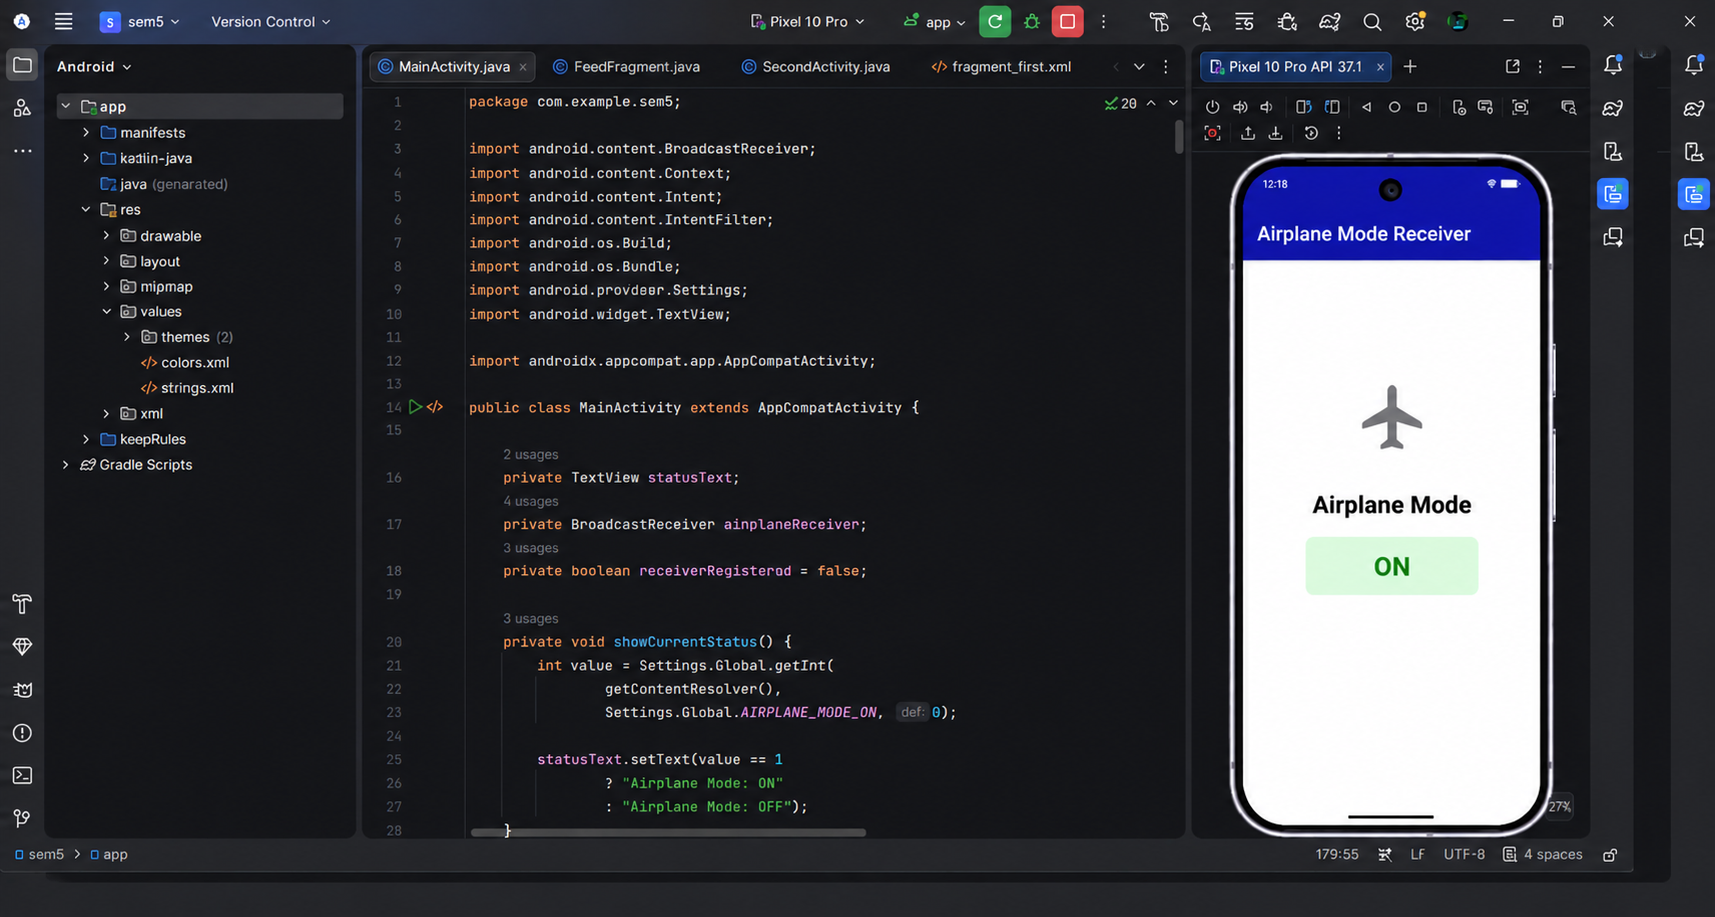 S sem5 Version Control Pixel 10 Pro app
Android
app
manifests
katlin-java
java (genarated)
res
drawable
layout
mipmap
values
themes (2)
colors.xml
strings.xml
xml
keepRules
Gradle Scripts
MainActivity.java FeedFragment.java SecondActivity.java fragment_first.xml
20
1 package com.example.sem5;
2
3 import android.content.BroadcastReceiver;
4 import android.content.Context;
5 import android.content.Intent;
6 import android.content.IntentFilter;
7 import android.os.Build;
8 import android.os.Bundle;
9 import android.provdeer.Settings;
10 import android.widget.TextView;
11
12 import androidx.appcompat.app.AppCompatActivity;
13
14 public class MainActivity extends AppCompatActivity {
15
2 usages
16 private TextView statusText;
4 usages
17 private BroadcastReceiver ainplaneReceiver;
3 usages
18 private boolean receiverRegisterad = false;
19
3 usages
20 private void showCurrentStatus() {
21 int value = Settings.Global.getInt(
22 getContentResolver(),
23 Settings.Global.AIRPLANE_MODE_ON, def: 0);
24
25 statusText.setText(value == 1
26 ? "Airplane Mode: ON"
27 : "Airplane Mode: OFF");
28 }
Pixel 10 Pro API 37.1
12:18
Airplane Mode Receiver
Airplane Mode
ON
27%
sem5 > app
179:55 LF UTF-8 4 spaces